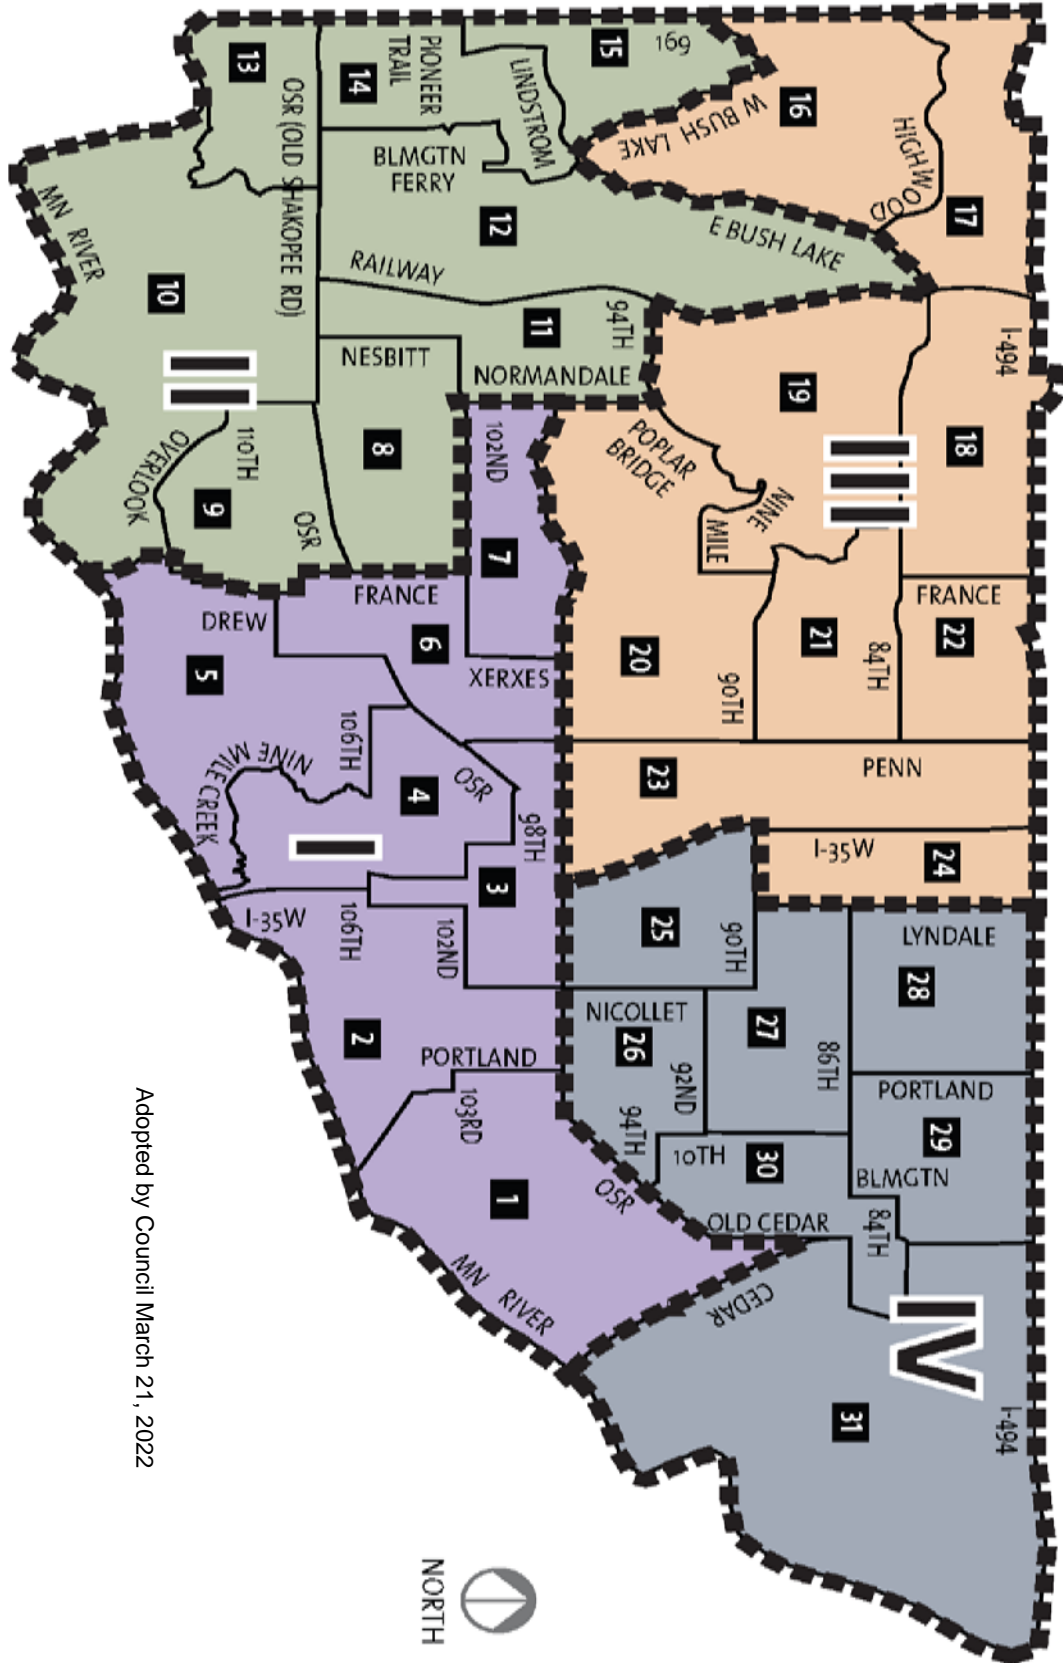 I-494
I-494
17
18
22
24
28
29
31
HIGHWOOD
FRANCE
PENN
LYNDALE
PORTLAND
84TH
84TH
16
19
21
III
IV
I-35W
86TH
BLMGTN
W BUSH LAKE
E BUSH LAKE
NINE
MILE
90TH
90TH
27
30
OLD CEDAR
CEDAR
169
15
POPLAR
BRIDGE
20
23
25
NICOLLET
26
92ND
94TH
10TH
OSR
94TH
LINDSTROM
11
NORMANDALE
12
102ND
7
XERXES
98TH
3
PORTLAND
1
MN RIVER
PIONEER
TRAIL
14
BLMGTN
FERRY
RAILWAY
NESBITT
8
FRANCE
6
OSR
4
102ND
103RD
2
106TH
106TH
I
I-35W
OSR (OLD SHAKOPEE RD)
13
OSR
110TH
9
OVERLOOK
DREW
5
NINE MILE CREEK
10
II
MN RIVER
Adopted by Council March 21, 2022
NORTH